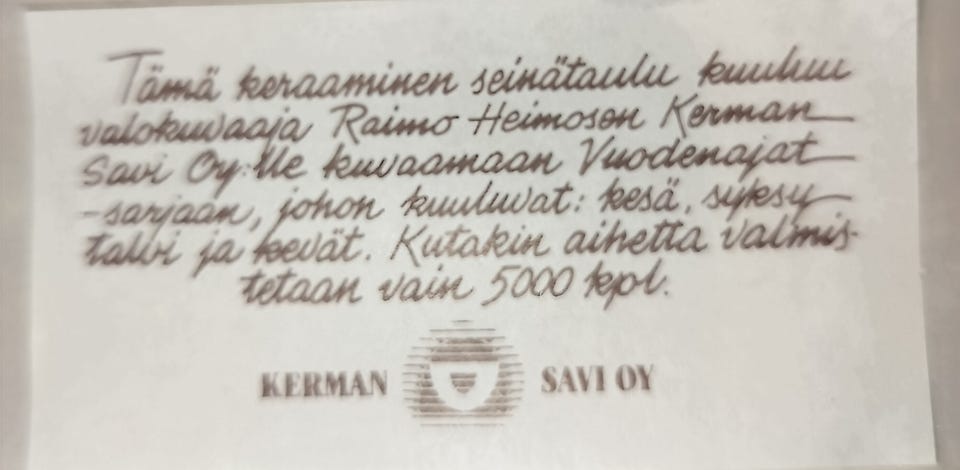 Tämä keraaminen seinätaulu kuuluu
valokuvaaja Raimo Heimosen Kerman
Savi Oy:lle kuvaamaan Vuodenajat
-sarjaan, johon kuuluvat: kesä, syksy
talvi ja kevät. Kutakin aihetta valmis-
tetaan vain 5000 kpl.
KERMAN SAVI OY